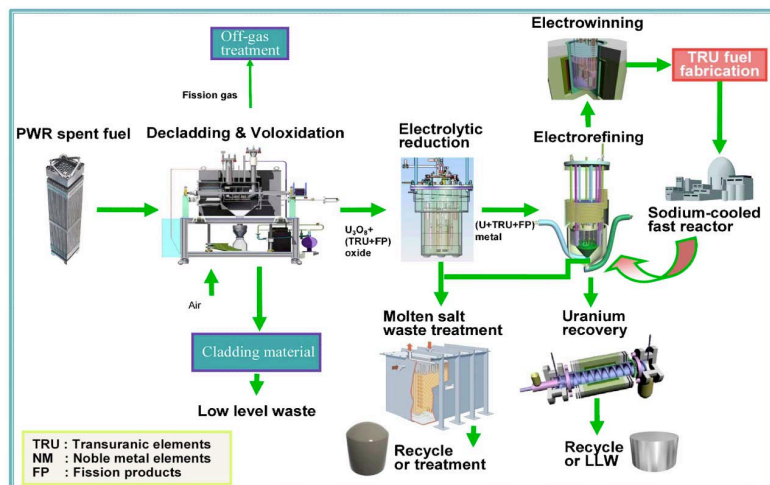 Off-gas
treatment
Fission gas
Electrowinning
TRU fuel
fabrication
PWR spent fuel
Decladding & Voloxidation
Electrolytic
reduction
Electrorefining
U₃O₈+
(TRU+FP)
oxide
(U+TRU+FP)
metal
Sodium-cooled
fast reactor
Air
Cladding material
Low level waste
Molten salt
waste treatment
Uranium
recovery
Recycle
or treatment
Recycle
or LLW
TRU : Transuranic elements
NM : Noble metal elements
FP : Fission products